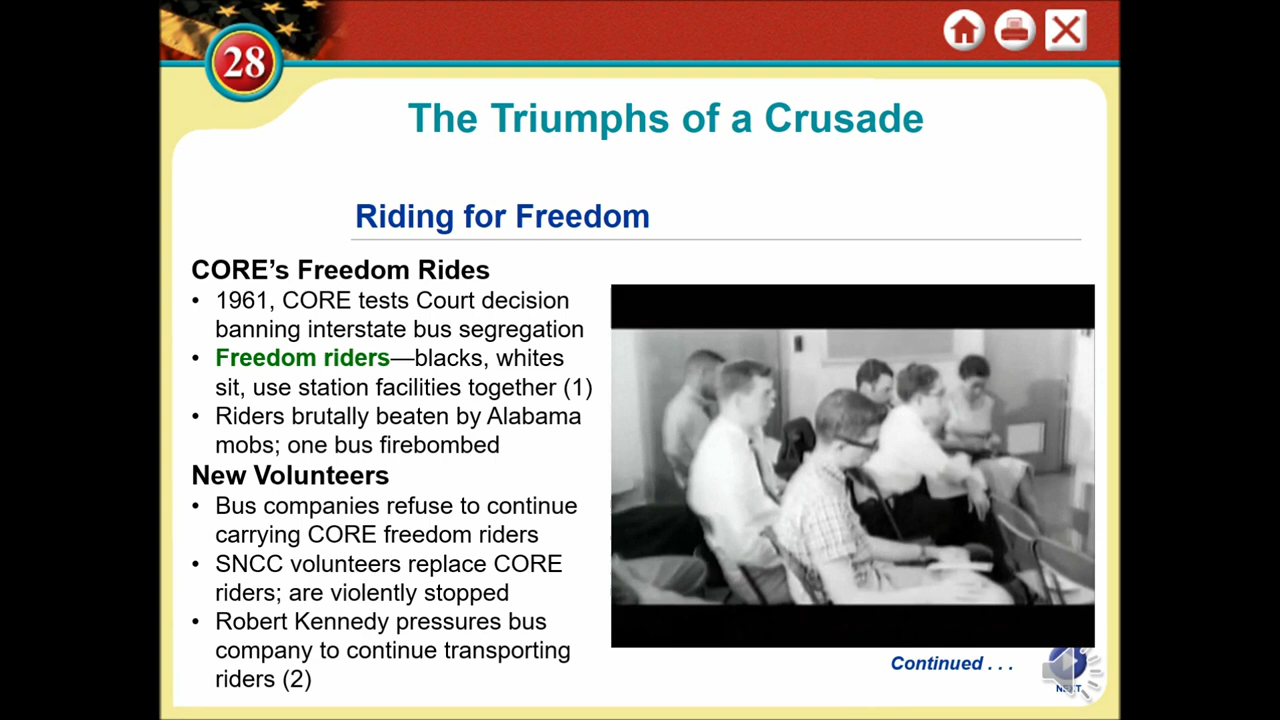 28
The Triumphs of a Crusade
Riding for Freedom
CORE’s Freedom Rides
• 1961, CORE tests Court decision
banning interstate bus segregation
• Freedom riders—blacks, whites
sit, use station facilities together (1)
• Riders brutally beaten by Alabama
mobs; one bus firebombed
New Volunteers
• Bus companies refuse to continue
carrying CORE freedom riders
• SNCC volunteers replace CORE
riders; are violently stopped
• Robert Kennedy pressures bus
company to continue transporting
riders (2)
Continued . . .
NEXT